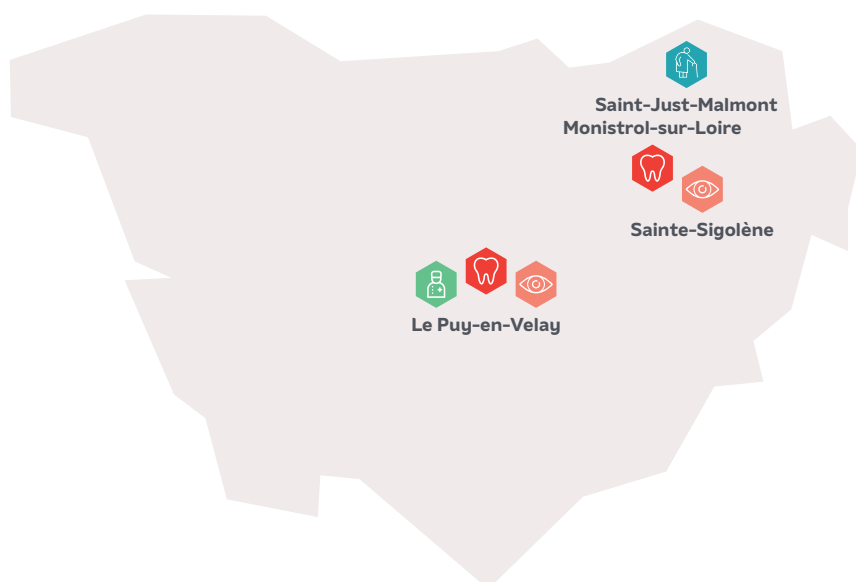 Saint-Just-Malmont
Monistrol-sur-Loire
Sainte-Sigolène
Le Puy-en-Velay